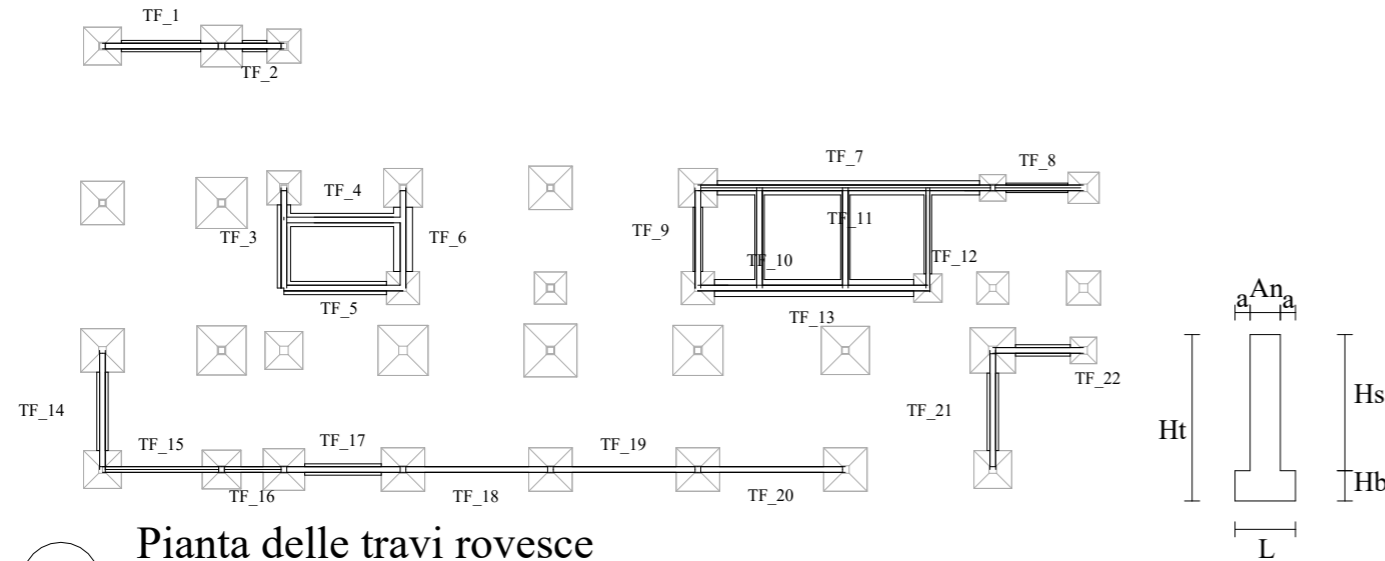 TF_1
TF_2
TF_7
TF_8
TF_4
TF_3
TF_6
TF_9
TF_11
TF_10
TF_12
TF_5
TF_13
aAna
Hs
Ht
Hb
L
TF_22
TF_14
TF_21
TF_15
TF_17
TF_19
TF_16
TF_18
TF_20
Pianta delle travi rovesce